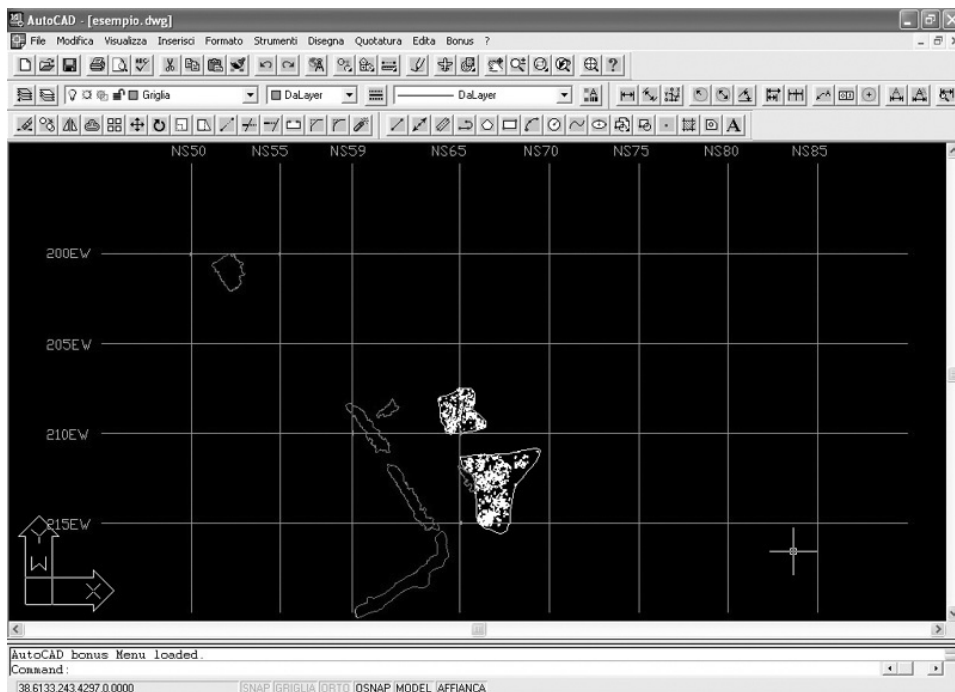 AutoCAD - [esempio.dwg]
File Modifica Visualizza Inserisci Formato Strumenti Disegna Quotatura Edita Bonus ?
Griglia DaLayer DaLayer
NS50 NS55 NS59 NS65 NS70 NS75 NS80 NS85
200EW
205EW
210EW
215EW
Y
W
X
AutoCAD bonus Menu loaded.
Command:
38.6133,243.4297,0.0000 SNAP GRIGLIA ORTO OSNAP MODEL AFFIANCA